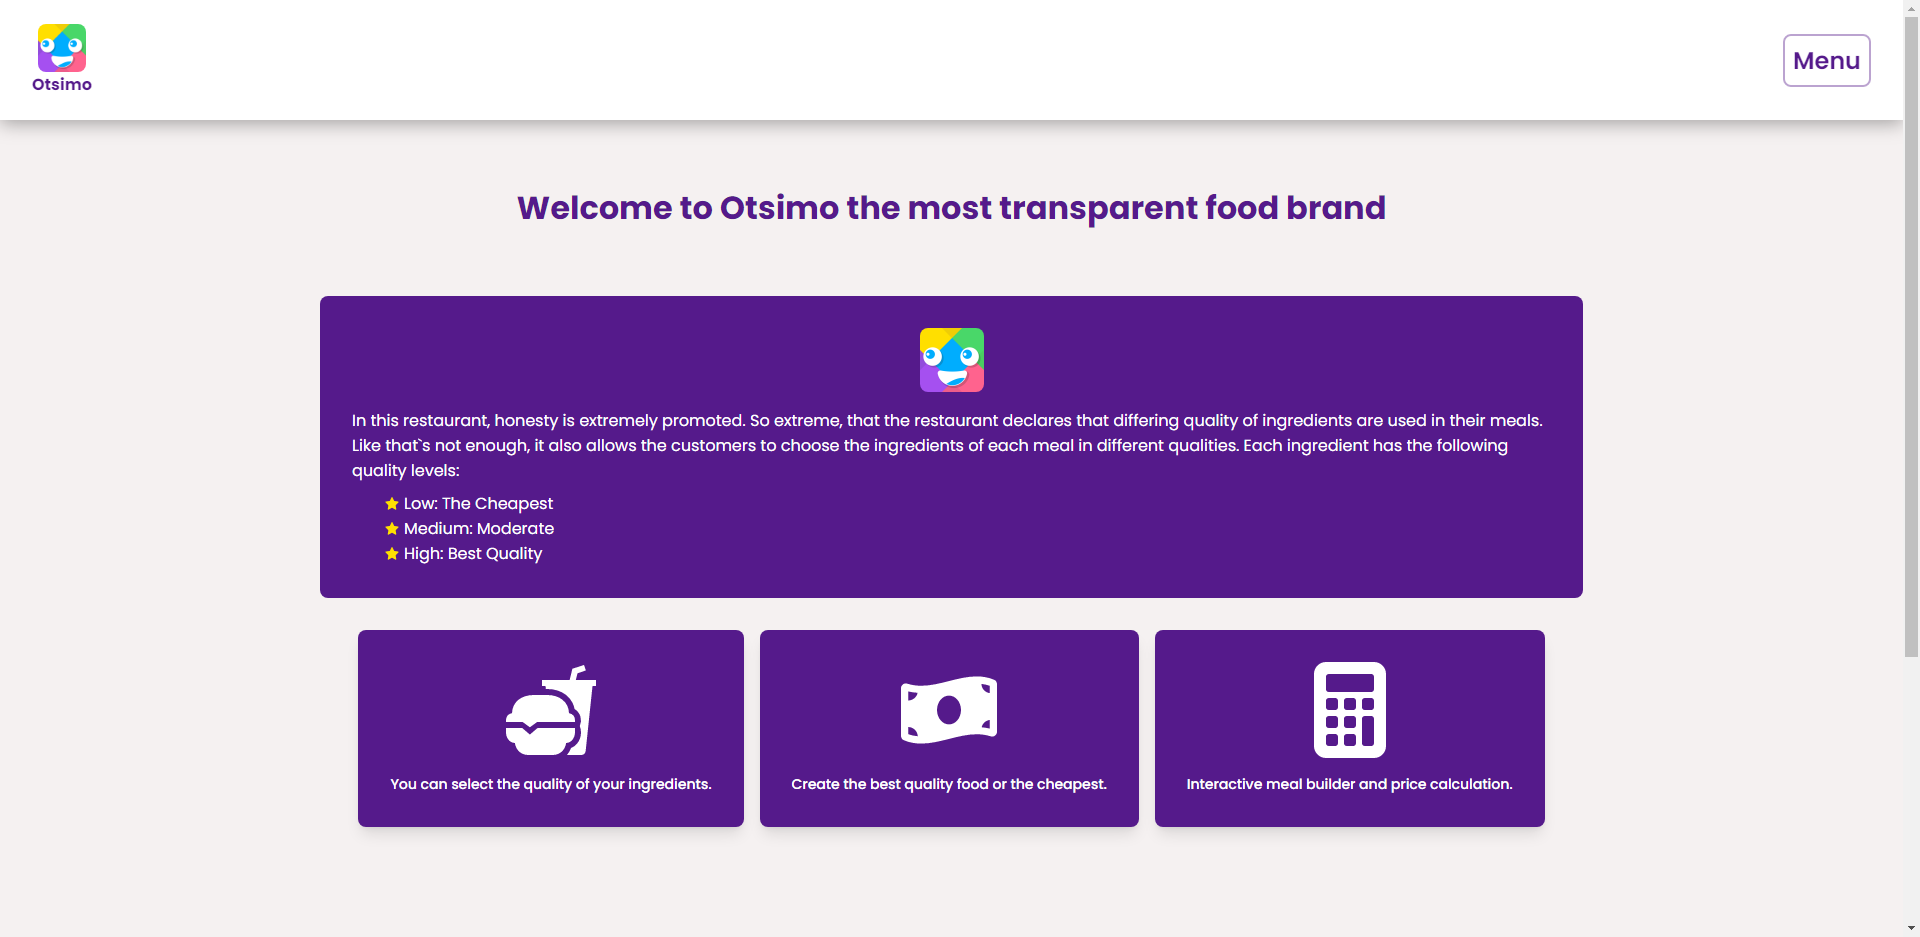 Otsimo
Menu
Welcome to Otsimo the most transparent food brand
In this restaurant, honesty is extremely promoted. So extreme, that the restaurant declares that differing quality of ingredients are used in their meals.
Like that`s not enough, it also allows the customers to choose the ingredients of each meal in different qualities. Each ingredient has the following
quality levels:
Low: The Cheapest
Medium: Moderate
High: Best Quality
You can select the quality of your ingredients.
Create the best quality food or the cheapest.
Interactive meal builder and price calculation.